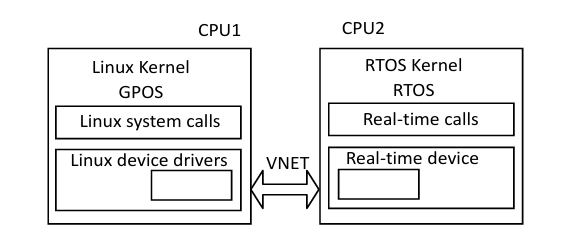 CPU1
Linux Kernel
GPOS
Linux system calls
Linux device drivers
VNET
CPU2
RTOS Kernel
RTOS
Real-time calls
Real-time device